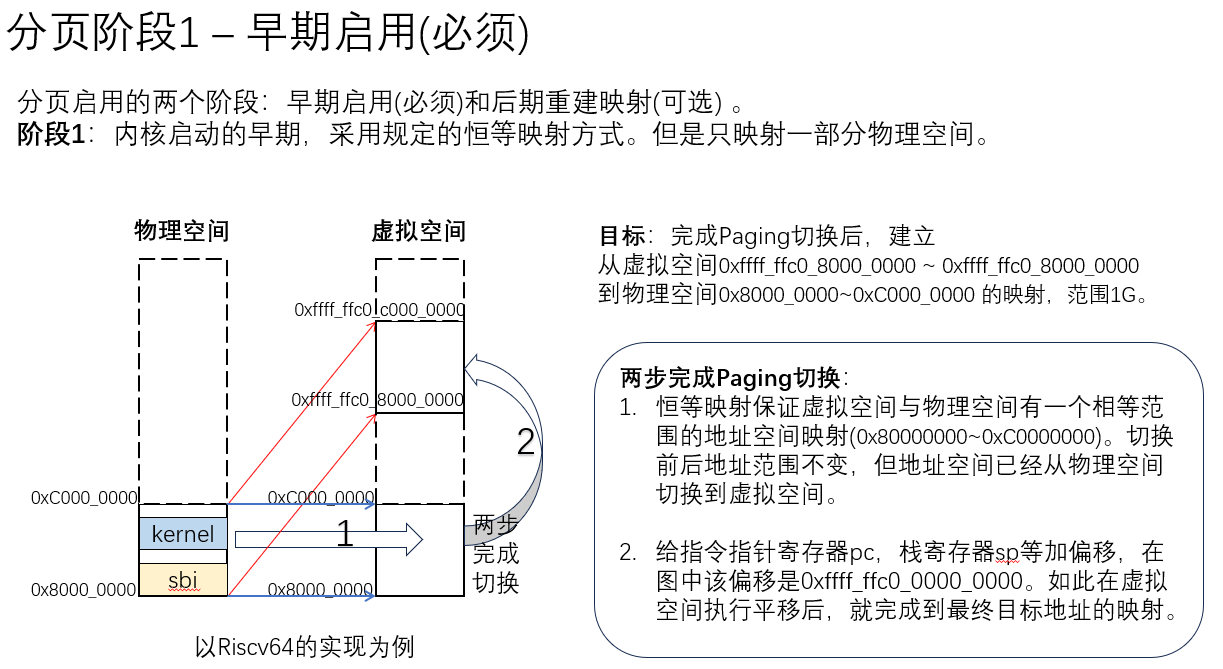 分页阶段1 – 早期启用(必须)
分页启用的两个阶段：早期启用(必须)和后期重建映射(可选) 。
阶段1：内核启动的早期，采用规定的恒等映射方式。但是只映射一部分物理空间。
物理空间
虚拟空间
0xffff_ffc0_c000_0000
0xffff_ffc0_8000_0000
2
0xC000_0000
0xC000_0000
kernel
1
两步
完成
切换
sbi
0x8000_0000
0x8000_0000
以Riscv64的实现为例
目标：完成Paging切换后，建立
从虚拟空间0xffff_ffc0_8000_0000 ~ 0xffff_ffc0_8000_0000
到物理空间0x8000_0000~0xC000_0000 的映射，范围1G。
两步完成Paging切换：
1. 恒等映射保证虚拟空间与物理空间有一个相等范
围的地址空间映射(0x80000000~0xC0000000)。切换
前后地址范围不变，但地址空间已经从物理空间
切换到虚拟空间。
2. 给指令指针寄存器pc，栈寄存器sp等加偏移，在
图中该偏移是0xffff_ffc0_0000_0000。如此在虚拟
空间执行平移后，就完成到最终目标地址的映射。